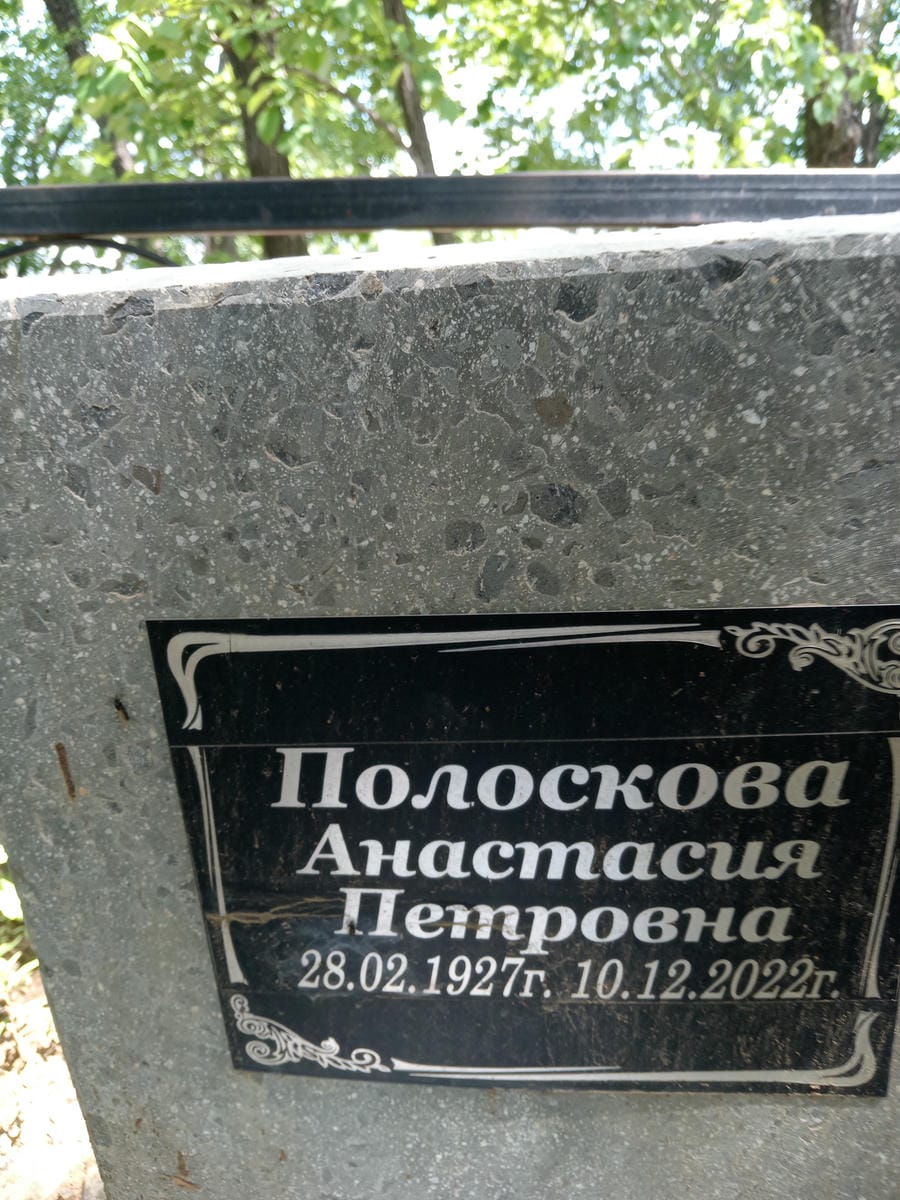 Полоскова
Анастасия
Петровна
28.02.1927г. 10.12.2022г.